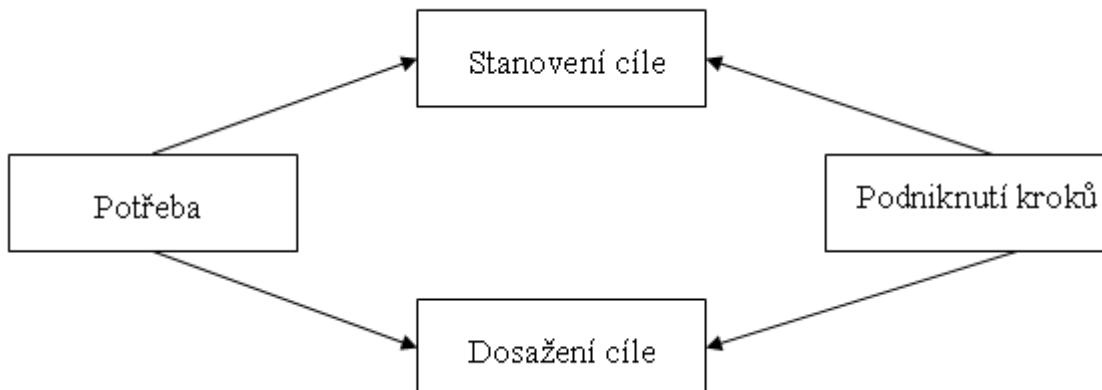 Stanovení cíle
Potřeba
Podniknutí kroků
Dosažení cíle